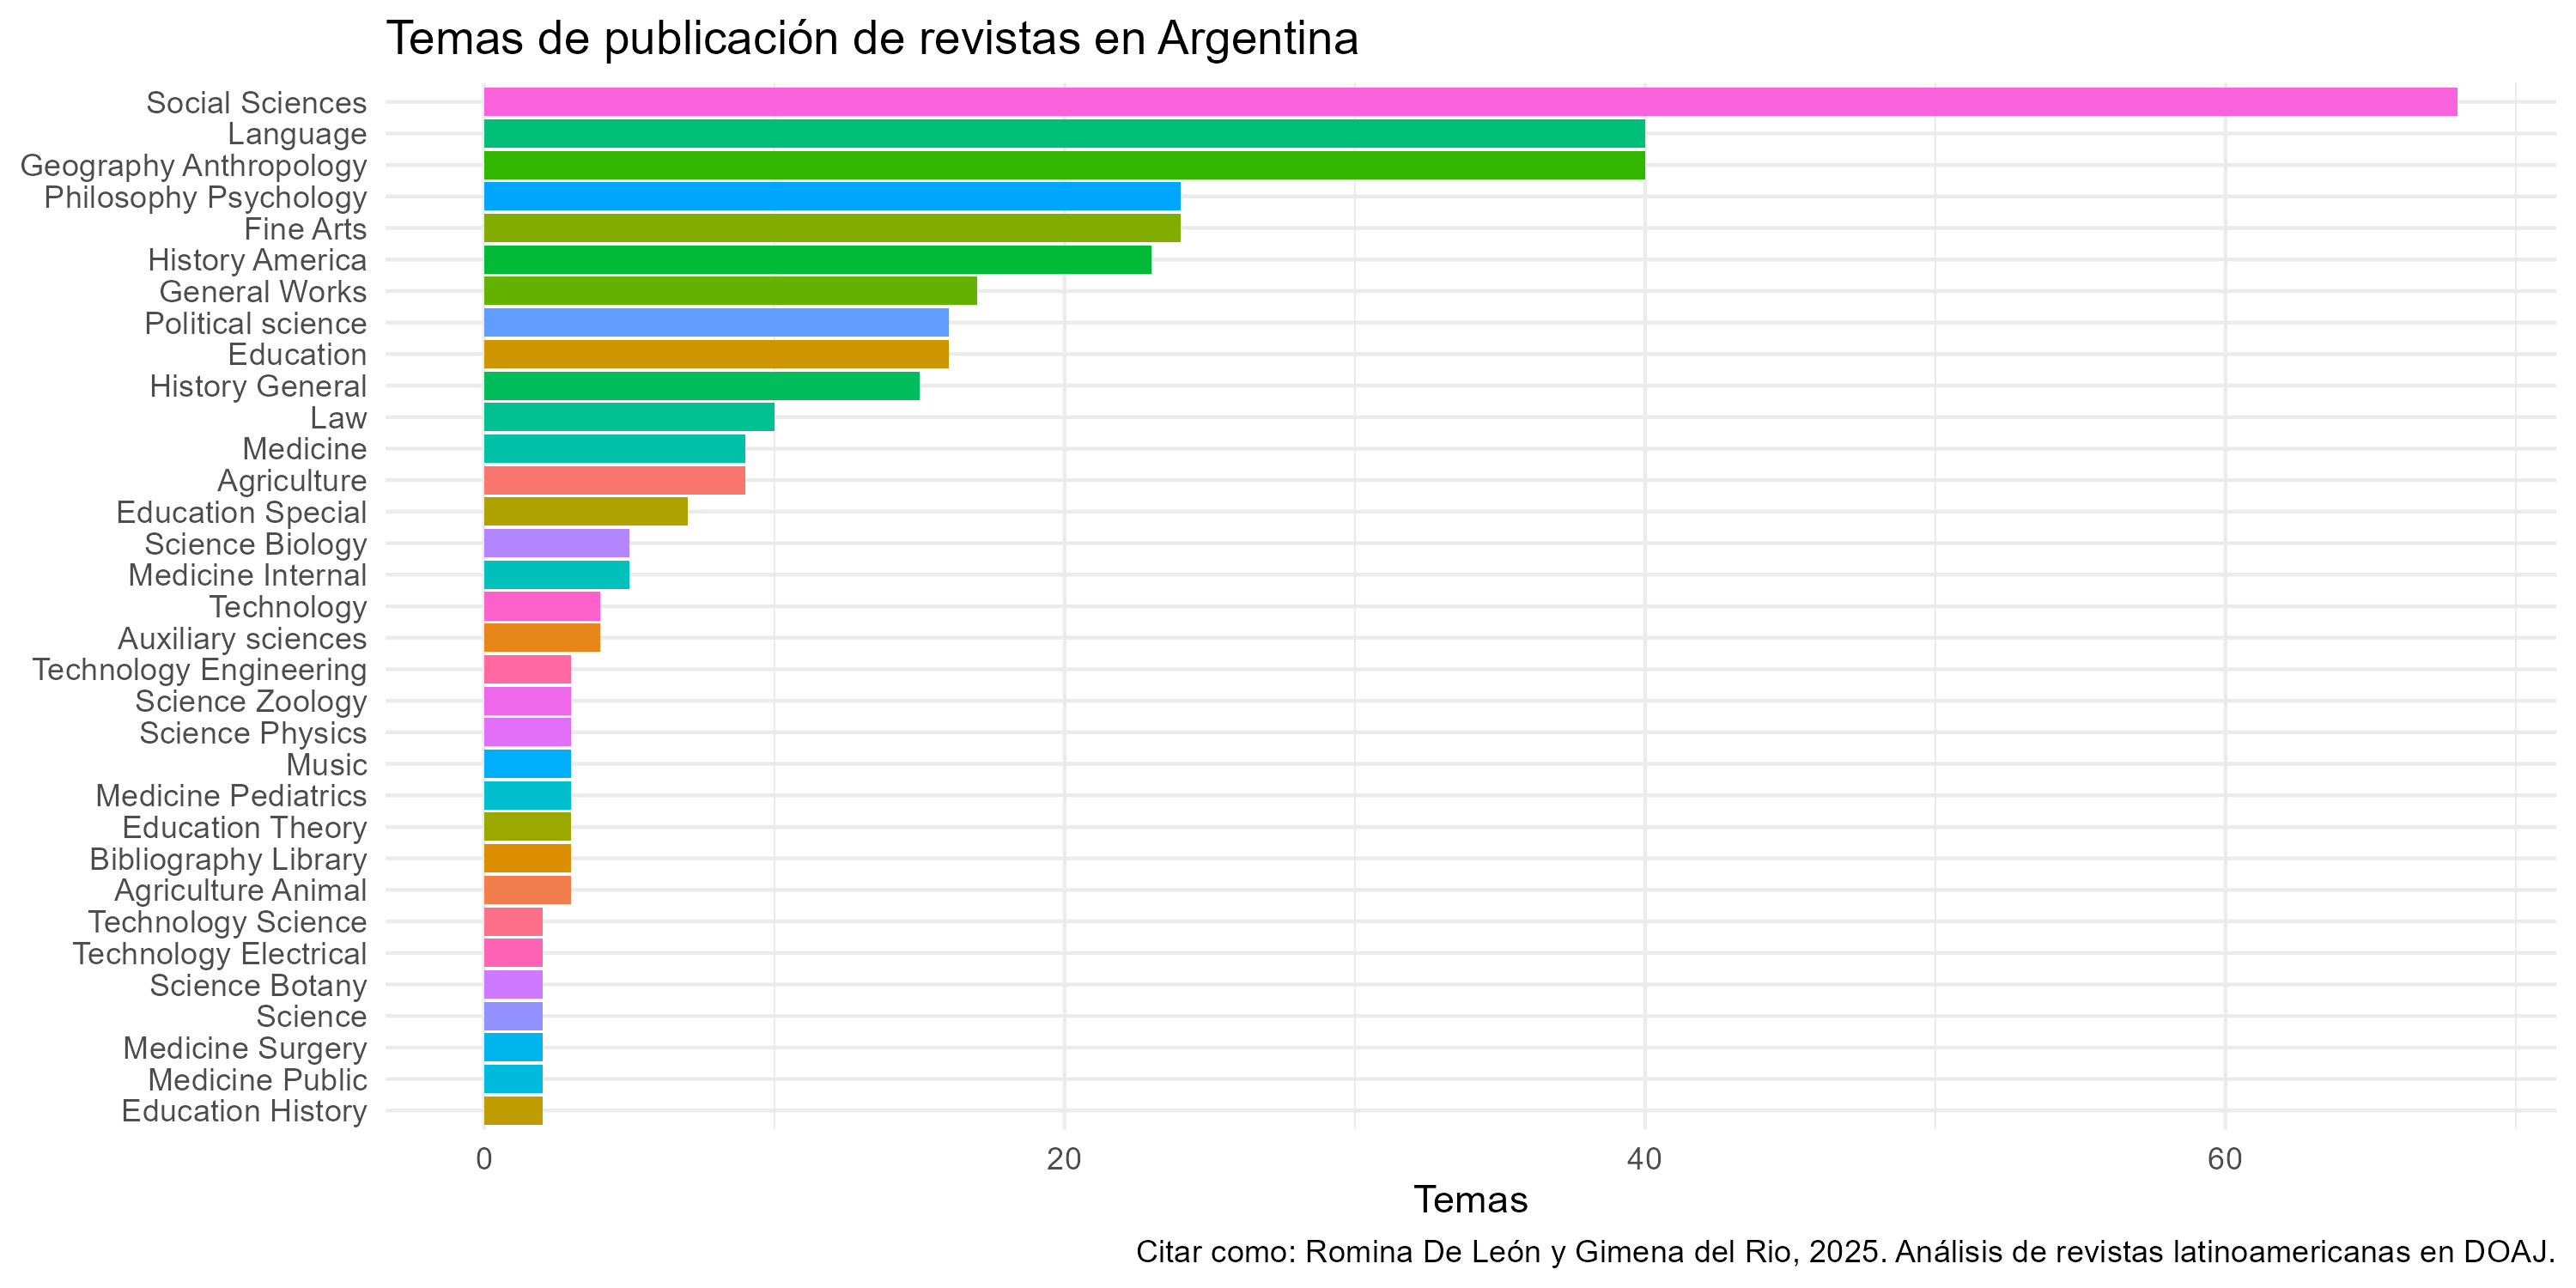 Temas de publicación de revistas en Argentina
Social Sciences
Language
Geography Anthropology
Philosophy Psychology
Fine Arts
History America
General Works
Political science
Education
History General
Law
Medicine
Agriculture
Education Special
Science Biology
Medicine Internal
Technology
Auxiliary sciences
Technology Engineering
Science Zoology
Science Physics
Music
Medicine Pediatrics
Education Theory
Bibliography Library
Agriculture Animal
Technology Science
Technology Electrical
Science Botany
Science
Medicine Surgery
Medicine Public
Education History
0 20 40 60
Temas
Citar como: Romina De León y Gimena del Rio, 2025. Análisis de revistas latinoamericanas en DOAJ.